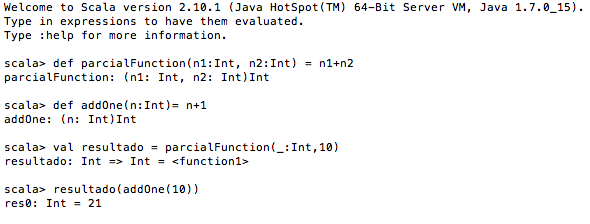 Welcome to Scala version 2.10.1 (Java HotSpot(TM) 64-Bit Server VM, Java 1.7.0_15).
Type in expressions to have them evaluated.
Type :help for more information.
scala> def parcialFunction(n1:Int, n2:Int) = n1+n2
parcialFunction: (n1: Int, n2: Int)Int
scala> def addOne(n:Int)= n+1
addOne: (n: Int)Int
scala> val resultado = parcialFunction(_:Int,10)
resultado: Int => Int = <function1>
scala> resultado(addOne(10))
res0: Int = 21